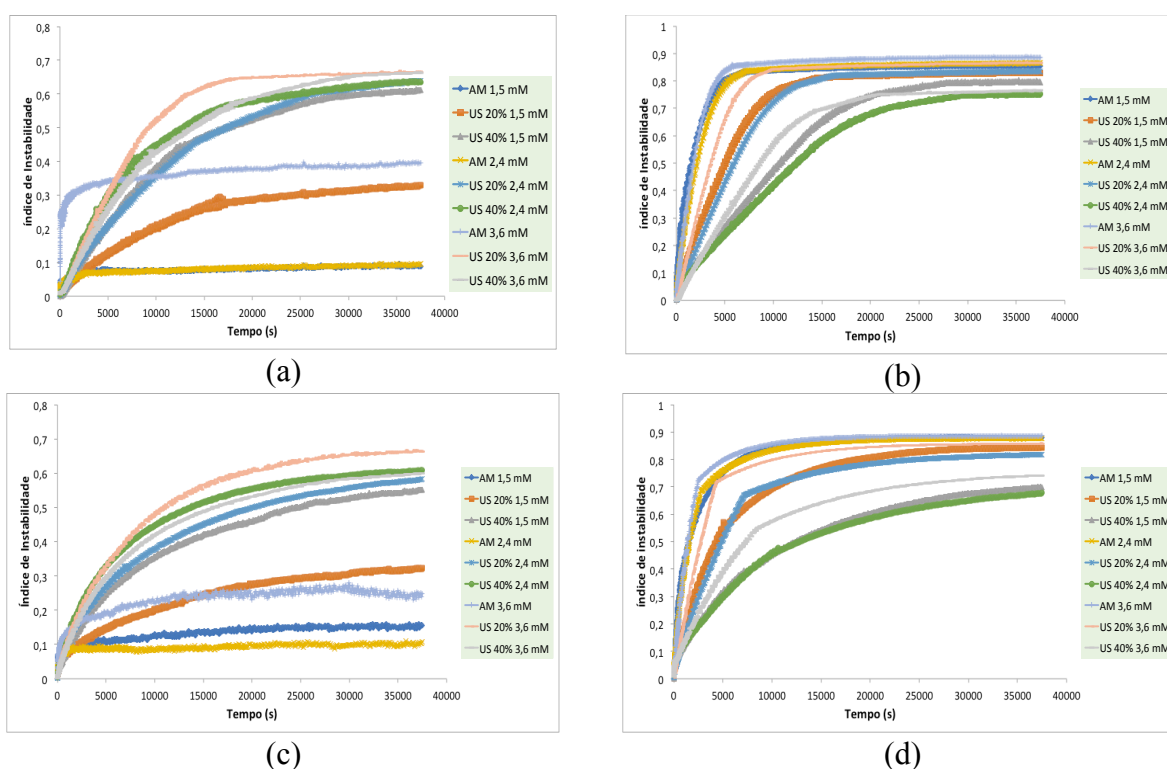 0,8
0,7
0,6
0,5
0,4
0,3
0,2
0,1
0
índice de Instabilidade
0 5000 10000 15000 20000 25000 30000 35000 40000
Tempo (s)
AM 1,5 mM
US 20% 1,5 mM
US 40% 1,5 mM
AM 2,4 mM
US 20% 2,4 mM
US 40% 2,4 mM
AM 3,6 mM
US 20% 3,6 mM
US 40% 3,6 mM
(a)
1
0,9
0,8
0,7
0,6
0,5
0,4
0,3
0,2
0,1
0
índice de Instabilidade
0 5000 10000 15000 20000 25000 30000 35000 40000
Tempo (s)
AM 1,5 mM
US 20% 1,5 mM
US 40% 1,5 mM
AM 2,4 mM
US 20% 2,4 mM
US 40% 2,4 mM
AM 3,6 mM
US 20% 3,6 mM
US 40% 3,6 mM
(b)
0,8
0,7
0,6
0,5
0,4
0,3
0,2
0,1
0
Índice de Instabilidade
0 5000 10000 15000 20000 25000 30000 35000 40000
Tempo (s)
AM 1,5 mM
US 20% 1,5 mM
US 40% 1,5 mM
AM 2,4 mM
US 20% 2,4 mM
US 40% 2,4 mM
AM 3,6 mM
US 20% 3,6 mM
US 40% 3,6 mM
(c)
1
0,9
0,8
0,7
0,6
0,5
0,4
0,3
0,2
0,1
0
Índice de instabilidade
0 5000 10000 15000 20000 25000 30000 35000 40000
Tempo (s)
AM 1,5 mM
US 20% 1,5 mM
US 40% 1,5 mM
AM 2,4 mM
US 20% 2,4 mM
US 40% 2,4 mM
AM 3,6 mM
US 20% 3,6 mM
US 40% 3,6 mM
(d)